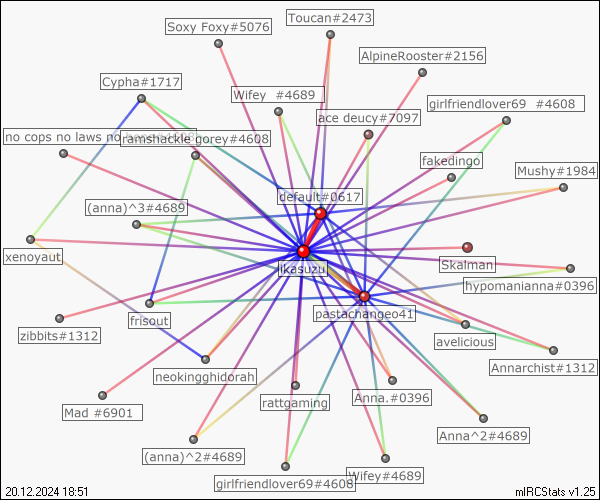 Toucan#2473
Soxy Foxy#5076
AlpineRooster#2156
Cypha#1717
Wifey #4689
girlfriendlover69 #4608
ace deucy#7097
no cops no laws no
ramshackle gorey#4608
fakedingo
Mushy#1984
default#0617
(anna)^3#4689
xenoyaut
ikasuzu
Skalman
hypomanianna#0396
pastachangeo41
frisout
zibbits#1312
avelicious
Annarchist#1312
neokingghidorah
Mad #6901
rattgaming
Anna.#0396
Anna^2#4689
(anna)^2#4689
girlfriendlover69#4608
Wifey#4689
20.12.2024 18:51
mIRCStats v1.25